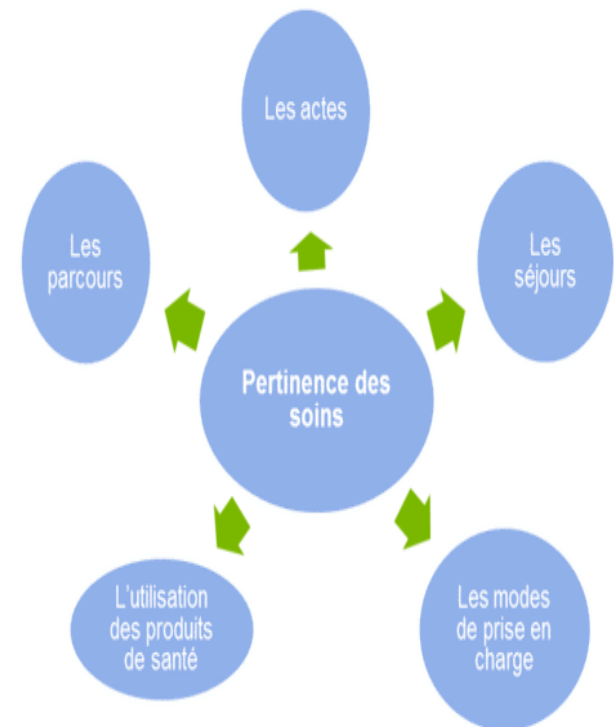 Les actes
Les
parcours
Les
séjours
Pertinence des
soins
L'utilisation
des produits
de santé
Les modes
de prise en
charge